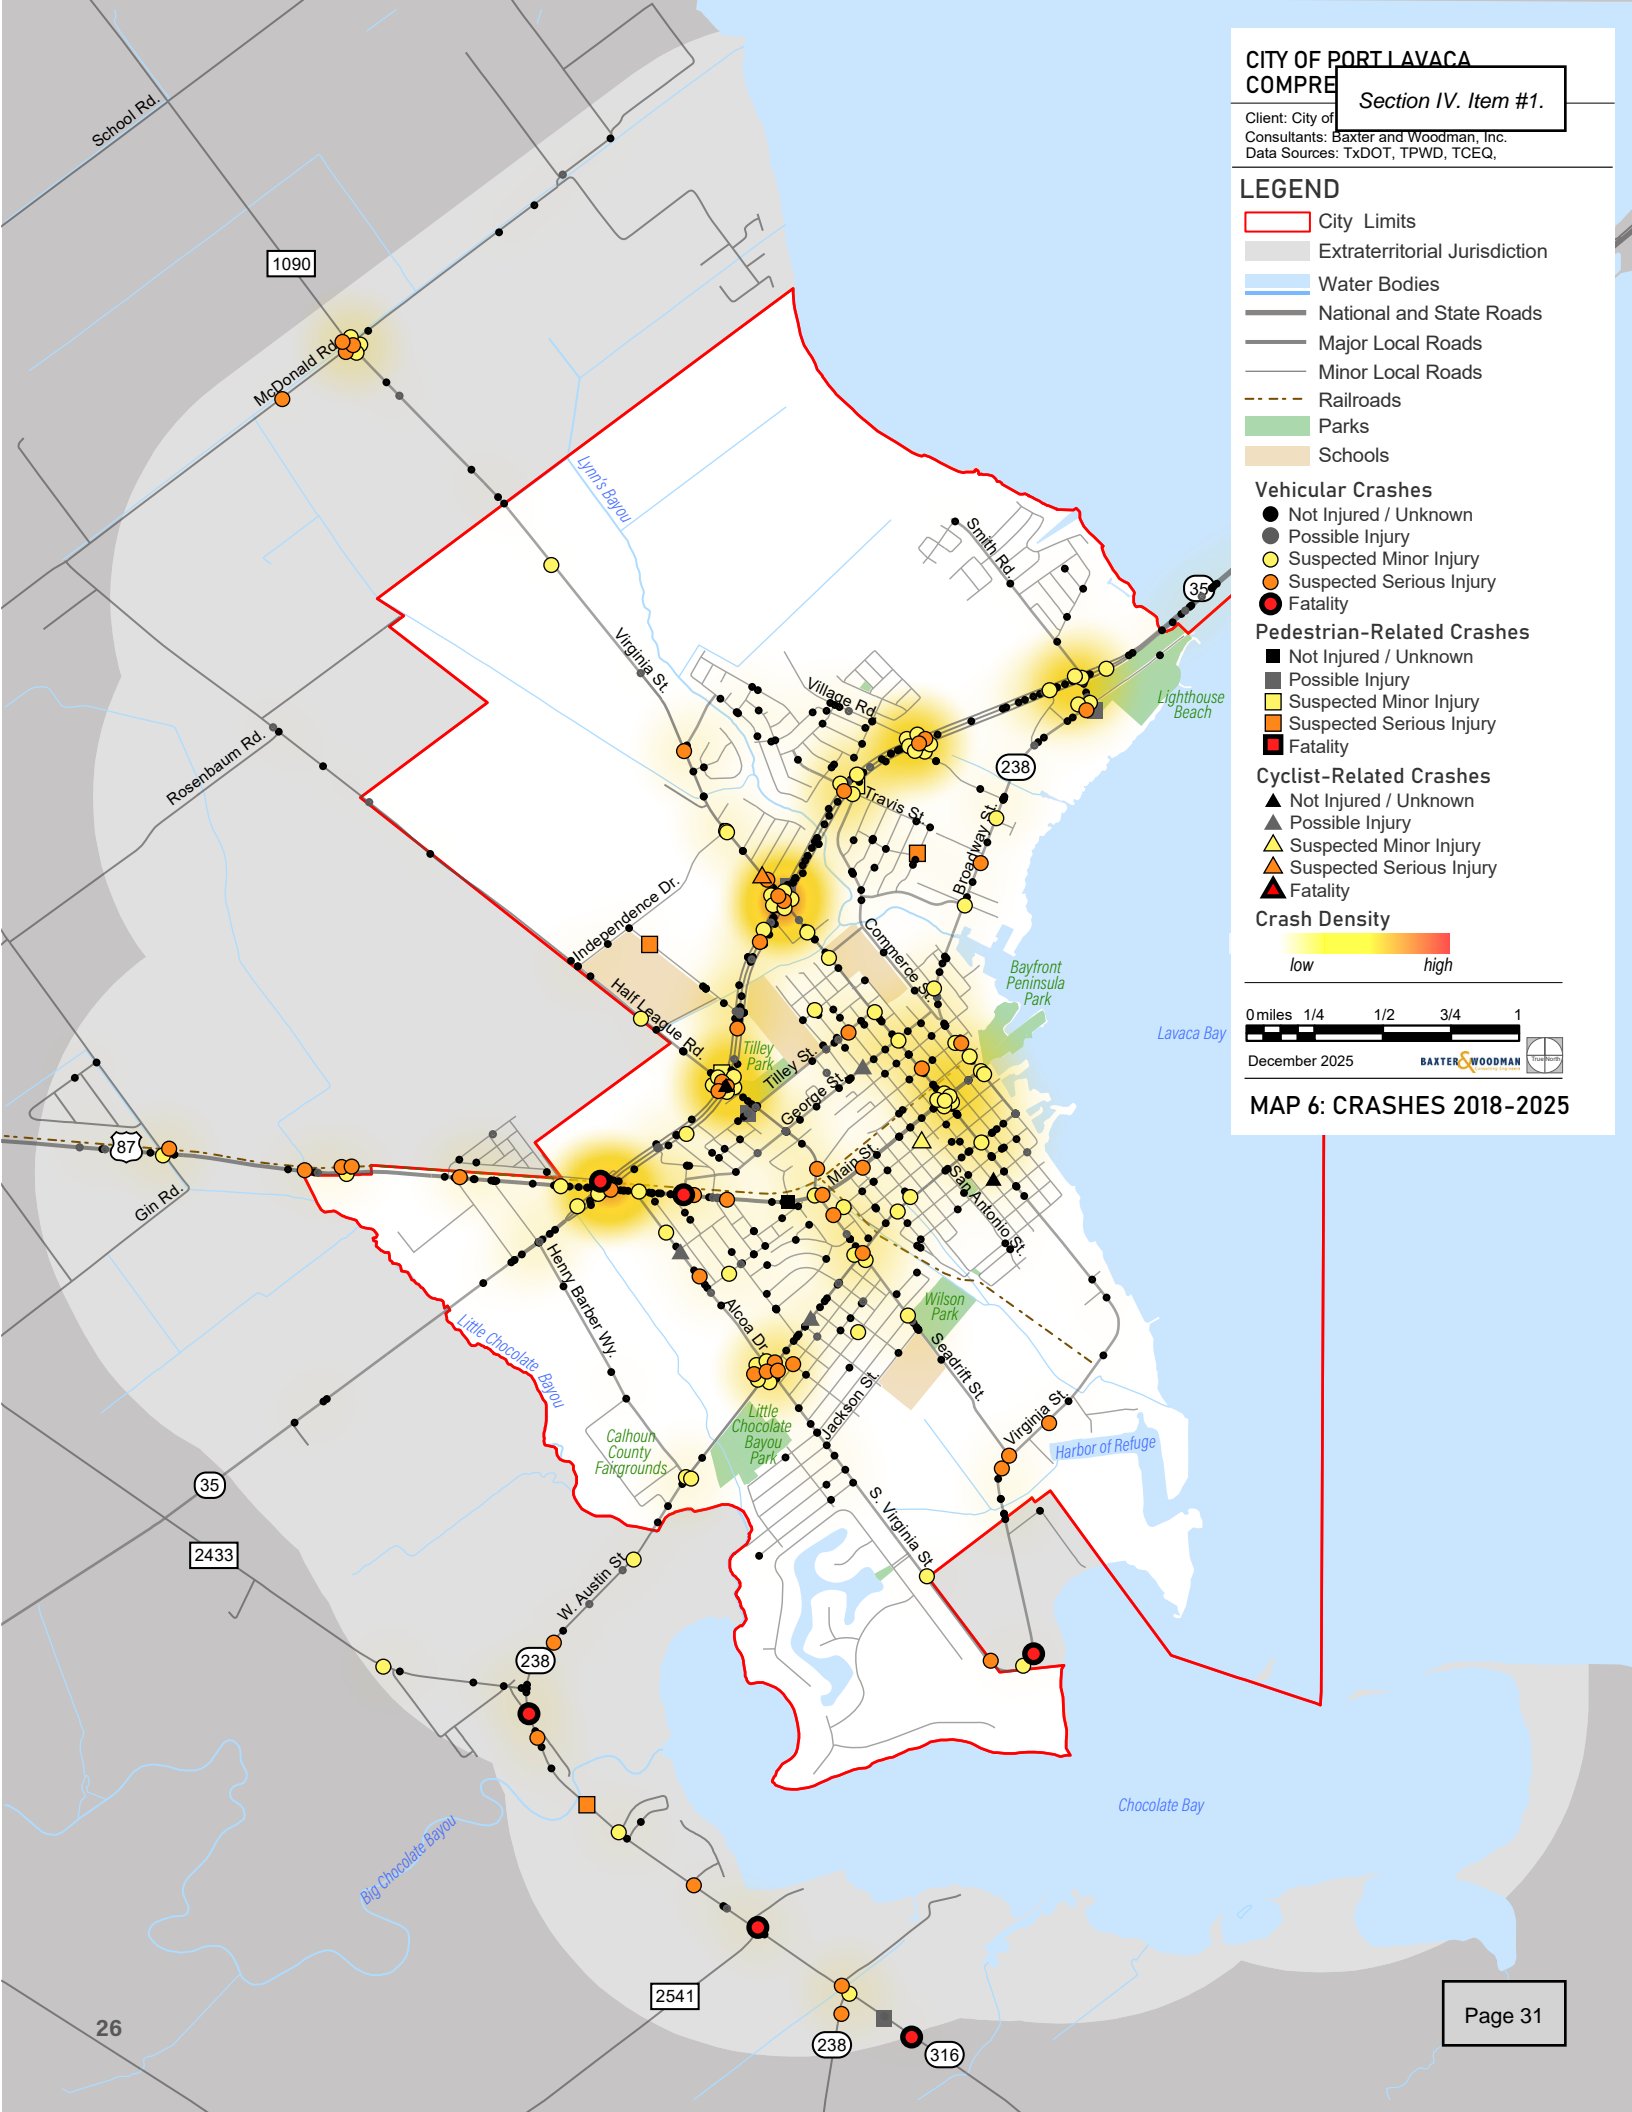 CITY OF PORT LAVACA
COMPRE
Section IV. Item #1.
Client: City of
Consultants: Baxter and Woodman, Inc.
Data Sources: TxDOT, TPWD, TCEQ,
LEGEND
City Limits
Extraterritorial Jurisdiction
Water Bodies
National and State Roads
Major Local Roads
Minor Local Roads
Railroads
Parks
Schools
Vehicular Crashes
Not Injured / Unknown
Possible Injury
Suspected Minor Injury
Suspected Serious Injury
Fatality
Pedestrian-Related Crashes
Not Injured / Unknown
Possible Injury
Suspected Minor Injury
Suspected Serious Injury
Fatality
Cyclist-Related Crashes
Not Injured / Unknown
Possible Injury
Suspected Minor Injury
Suspected Serious Injury
Fatality
Crash Density
low high
0 miles 1/4 1/2 3/4 1
December 2025
BAXTER & WOODMAN
Consulting Engineers
True North
MAP 6: CRASHES 2018-2025
School Rd.
1090
McDonald Rd.
Lynn's Bayou
Smith Rd.
35
Virginia St.
Village Rd.
Lighthouse
Beach
238
Rosenbaum Rd.
Travis St.
Broadway St.
Independence Dr.
Commerce St.
Bayfront
Peninsula
Park
Half League Rd.
Lavaca Bay
Tilley
Park
Tilley St.
George St.
87
Main St.
San Antonio St.
Gin Rd.
Henry Barber Wy.
Little Chocolate Bayou
Alcoa Dr.
Wilson
Park
Seadrift St.
Jackson St.
Little
Chocolate
Bayou
Park
Calhoun
County
Fairgrounds
Virginia St.
Harbor of Refuge
35
S. Virginia St
2433
W. Austin St
238
Chocolate Bay
Big Chocolate Bayou
2541
238
316
26
Page 31